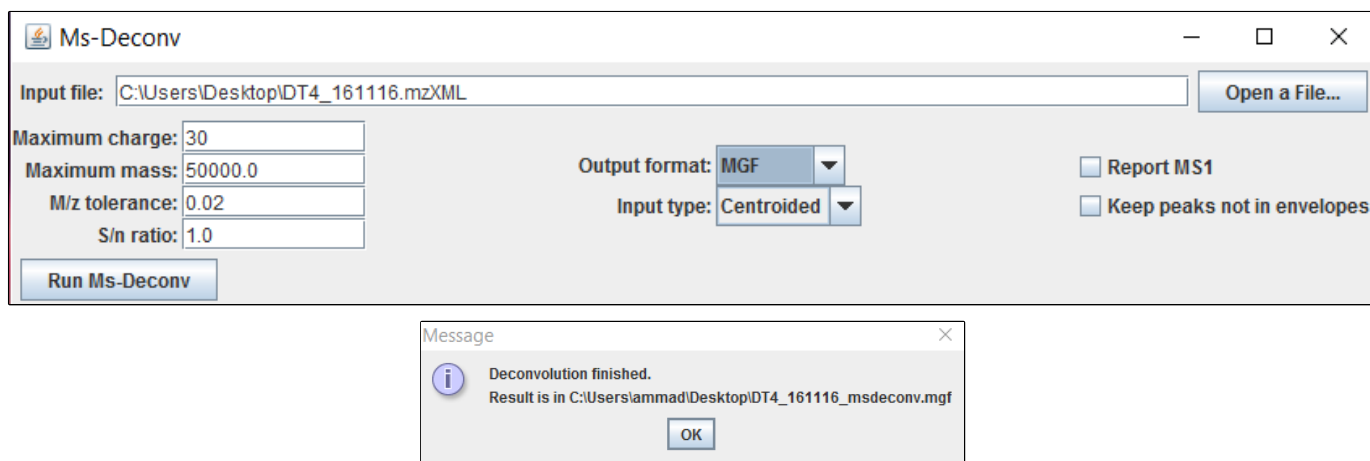 Ms-Deconv
Input file: C:\Users\Desktop\DT4_161116.mzXML Open a File...
Maximum charge: 30
Maximum mass: 50000.0
M/z tolerance: 0.02
S/n ratio: 1.0
Output format: MGF
Input type: Centroided
Report MS1
Keep peaks not in envelopes
Run Ms-Deconv
Message
Deconvolution finished.
Result is in C:\Users\ammad\Desktop\DT4_161116_msdeconv.mgf
OK